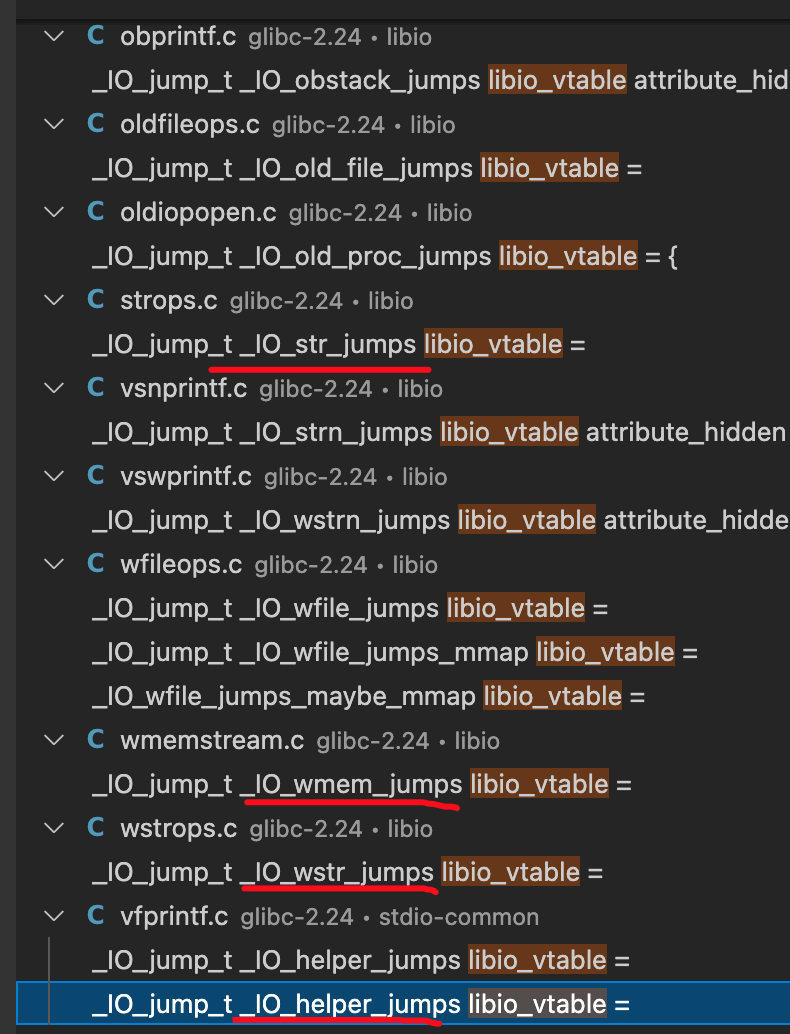 C obprintf.c glibc-2.24 • libio
_IO_jump_t _IO_obstack_jumps libio_vtable attribute_hid
C oldfileops.c glibc-2.24 • libio
_IO_jump_t _IO_old_file_jumps libio_vtable =
C oldiopopen.c glibc-2.24 • libio
_IO_jump_t _IO_old_proc_jumps libio_vtable = {
C strops.c glibc-2.24 • libio
_IO_jump_t _IO_str_jumps libio_vtable =
C vsnprintf.c glibc-2.24 • libio
_IO_jump_t _IO_strn_jumps libio_vtable attribute_hidden
C vswprintf.c glibc-2.24 • libio
_IO_jump_t _IO_wstrn_jumps libio_vtable attribute_hidde
C wfileops.c glibc-2.24 • libio
_IO_jump_t _IO_wfile_jumps libio_vtable =
_IO_jump_t _IO_wfile_jumps_mmap libio_vtable =
_IO_wfile_jumps_maybe_mmap libio_vtable =
C wmemstream.c glibc-2.24 • libio
_IO_jump_t _IO_wmem_jumps libio_vtable =
C wstrops.c glibc-2.24 • libio
_IO_jump_t _IO_wstr_jumps libio_vtable =
C vfprintf.c glibc-2.24 • stdio-common
_IO_jump_t _IO_helper_jumps libio_vtable =
_IO_jump_t _IO_helper_jumps libio_vtable =